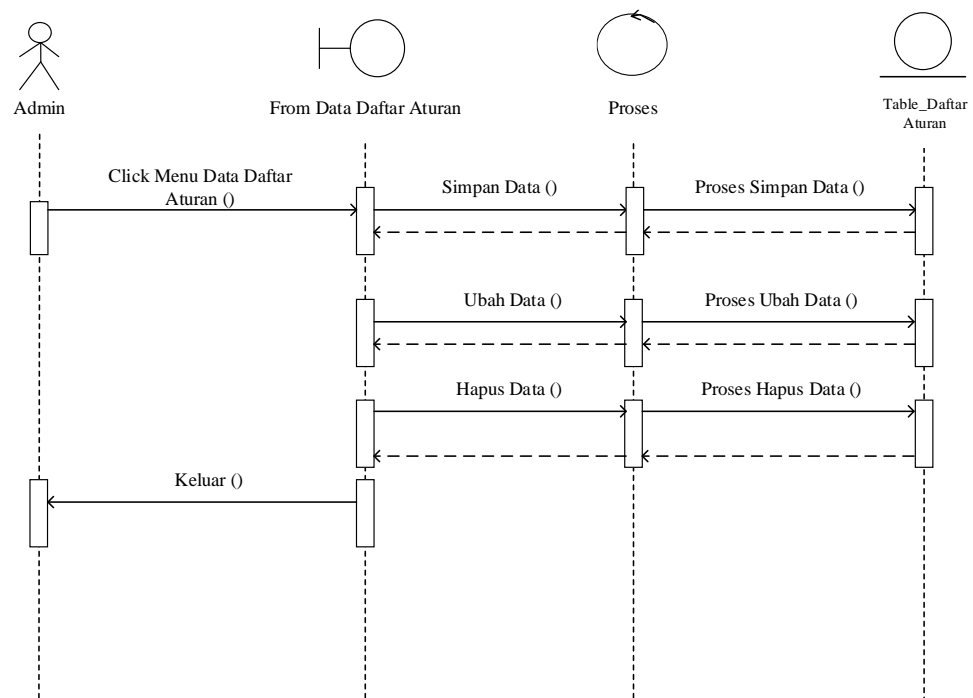 Admin
From Data Daftar Aturan
Proses
Table_Daftar
Aturan
Click Menu Data Daftar
Aturan ()
Simpan Data ()
Proses Simpan Data ()
Ubah Data ()
Proses Ubah Data ()
Hapus Data ()
Proses Hapus Data ()
Keluar ()